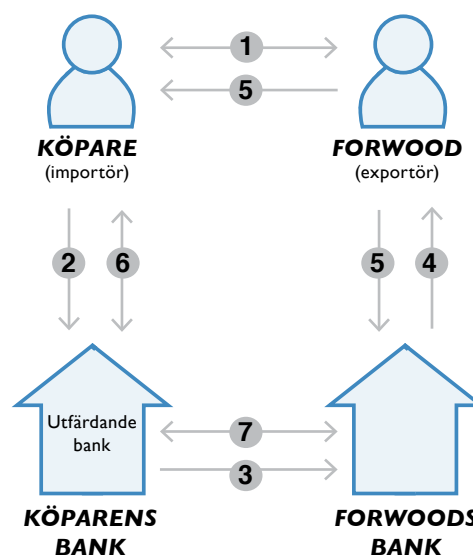 1
5
KÖPARE
(importör)
FORWOOD
(exportör)
2
6
5
4
Utfärdande
bank
7
3
KÖPARENS
BANK
FORWOODS
BANK